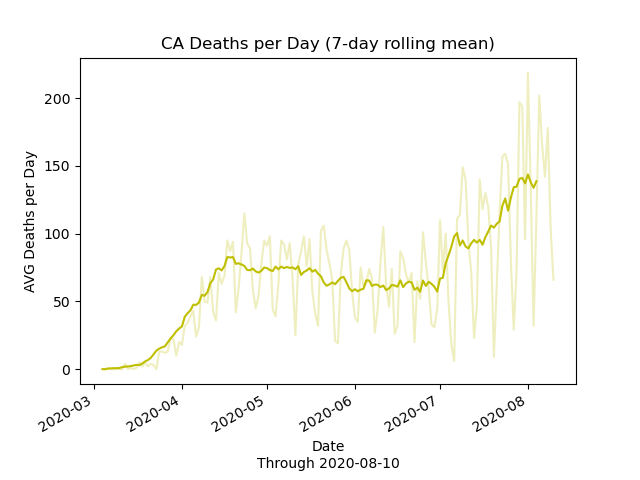 CA Deaths per Day (7-day rolling mean)
200
150
100
50
0
AVG Deaths per Day
2020-03
2020-04
2020-05
2020-06
2020-07
2020-08
Date
Through 2020-08-10